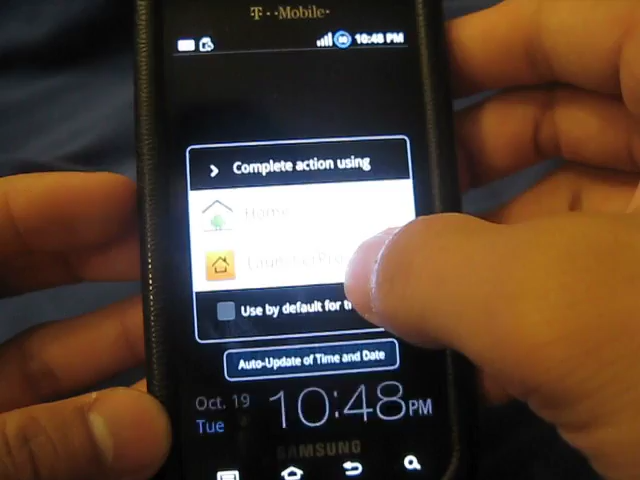 T-Mobile
10:48 PM
Complete action using
Home
LauncherPro
Use by default for
Auto-Update of Time and Date
Oct. 19
10:48 PM
Tue
SAMSUNG